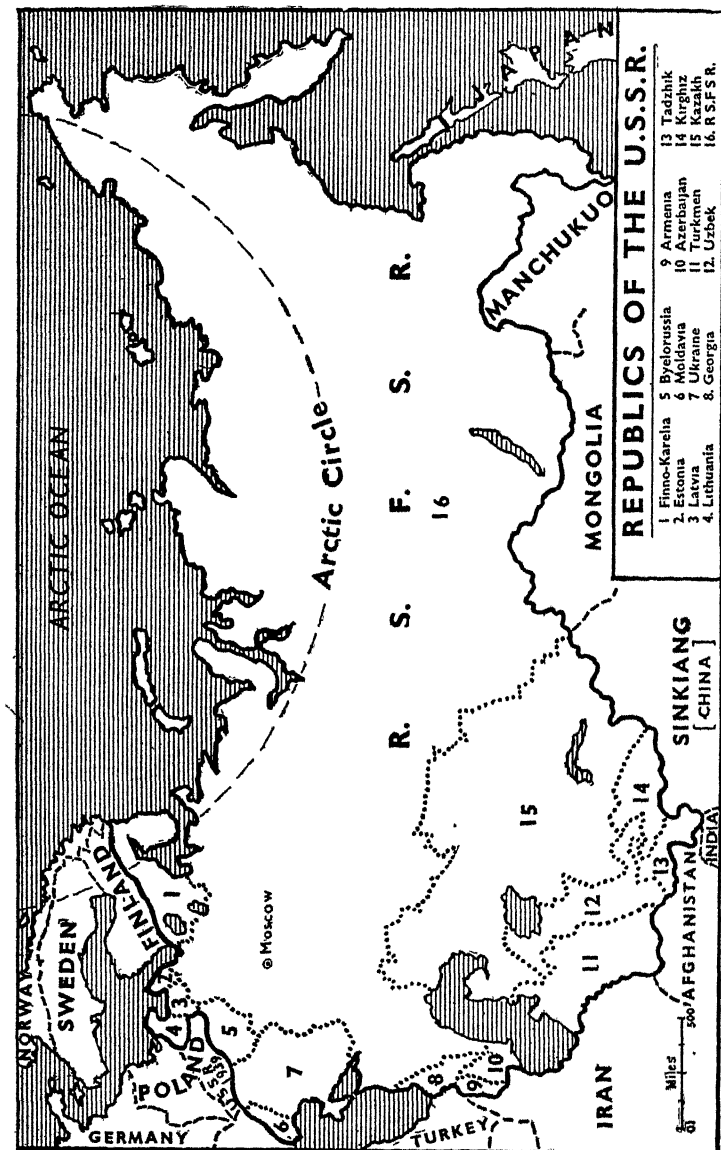 ARCTIC OCEAN
NORWAY
SWEDEN
FINLAND
Arctic Circle
R. S. F. S. R.
16
1
2
3
4
5
6
7
8
9
10
11
12
13
14
15
Moscow
POLAND
GERMANY
TURKEY
IRAN
AFGHANISTAN
INDIA
SINKIANG
[CHINA]
MONGOLIA
MANCHUKUO
JAPAN
0 Miles 500
REPUBLICS OF THE U.S.S.R.
1 Finno-Karelia
2. Estonia
3 Latvia
4. Lithuania
5 Byelorussia
6 Moldavia
7 Ukraine
8. Georgia
9 Armenia
10 Azerbaijan
11 Turkmen
12. Uzbek
13 Tadzhik
14 Kirghiz
15 Kazakh
16. R S.F S R.